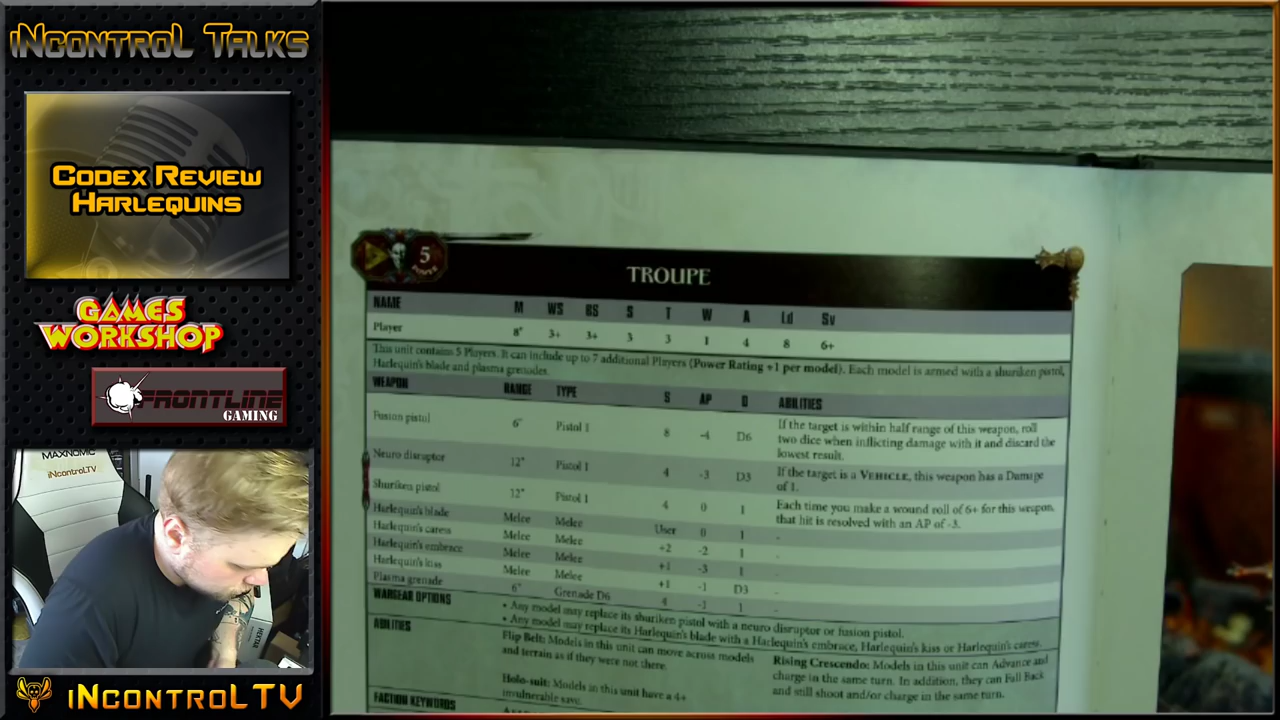 iNcontroL Talks
Codex Review
Harlequins
GAMES
WORKSHOP
FRONTLINE
GAMING
MAXNOMIC
iNcontroLTV
iNcontroLTV
5
POWER
TROUPE
NAME M WS BS S T W A Ld Sv
Player 8" 3+ 3+ 3 3 1 4 8 6+
This unit contains 5 Players. It can include up to 7 additional Players (Power Rating +1 per model). Each model is armed with a shuriken pistol,
Harlequin's blade and plasma grenades.
WEAPON RANGE TYPE S AP D ABILITIES
Fusion pistol 6" Pistol 1 8 -4 D6 If the target is within half range of this weapon, roll
two dice when inflicting damage with it and discard the
lowest result.
Neuro disruptor 12" Pistol 1 4 -3 D3 If the target is a VEHICLE, this weapon has a Damage
of 1.
Shuriken pistol 12" Pistol 1 4 0 1 Each time you make a wound roll of 6+ for this weapon,
that hit is resolved with an AP of -3.
Harlequin's blade Melee Melee User 0 1 -
Harlequin's caress Melee Melee +2 -2 1 -
Harlequin's embrace Melee Melee +1 -3 1 -
Harlequin's kiss Melee Melee +1 -1 D3 -
Plasma grenade 6" Grenade D6 4 -1 1 -
WARGEAR OPTIONS • Any model may replace its shuriken pistol with a neuro disruptor or fusion pistol.
• Any model may replace its Harlequin's blade with a Harlequin's embrace, Harlequin's kiss or Harlequin's caress.
ABILITIES Flip Belt: Models in this unit can move across models
and terrain as if they were not there.
Holo-suit: Models in this unit have a 4+
invulnerable save.
Rising Crescendo: Models in this unit can Advance and
charge in the same turn. In addition, they can Fall Back
and still shoot and/or charge in the same turn.
FACTION KEYWORDS